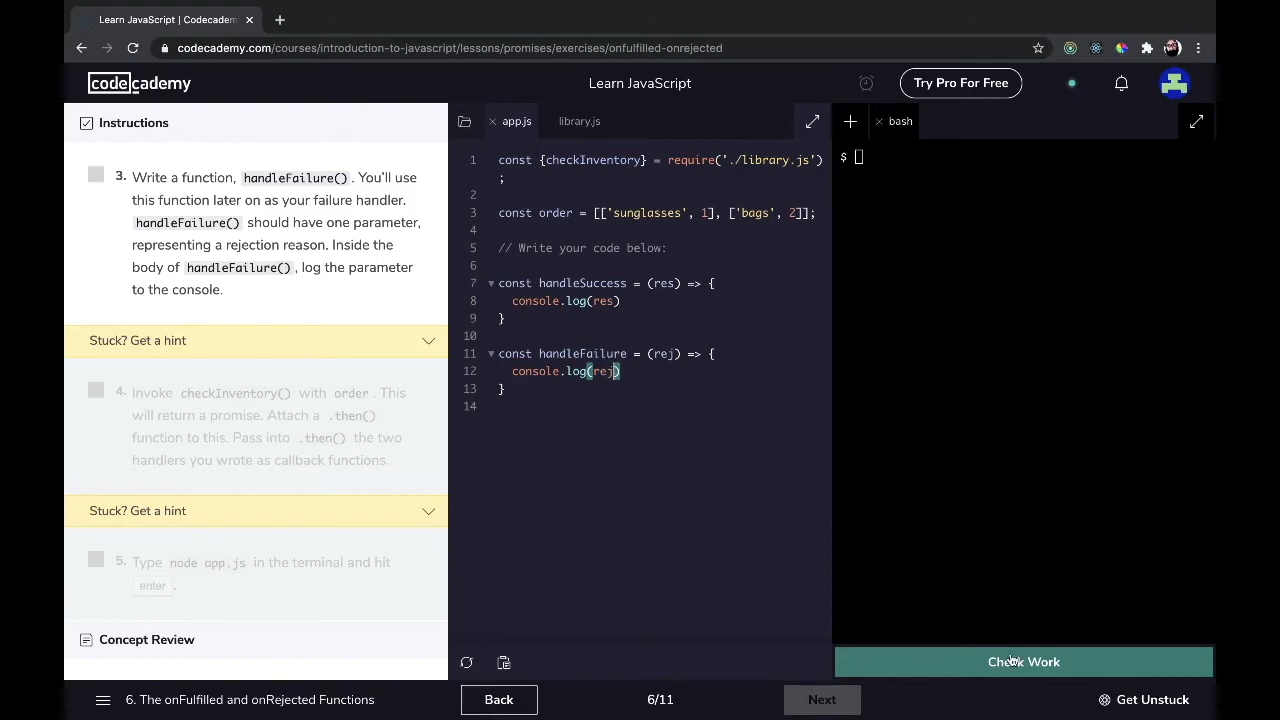 Learn JavaScript | Codecadem
codecademy.com/courses/introduction-to-javascript/lessons/promises/exercises/onfulfilled-onrejected
codecademy
Learn JavaScript
Try Pro For Free
Instructions
3. Write a function, handleFailure(). You'll use
this function later on as your failure handler.
handleFailure() should have one parameter,
representing a rejection reason. Inside the
body of handleFailure(), log the parameter
to the console.
Stuck? Get a hint
4. Invoke checkInventory() with order. This
will return a promise. Attach a .then()
function to this. Pass into .then() the two
handlers you wrote as callback functions.
Stuck? Get a hint
5. Type node app.js in the terminal and hit
enter.
Concept Review
app.js library.js
1 const {checkInventory} = require('./library.js')
;
2
3 const order = [['sunglasses', 1], ['bags', 2]];
4
5 // Write your code below:
6
7 const handleSuccess = (res) => {
8 console.log(res)
9 }
10
11 const handleFailure = (rej) => {
12 console.log(rej)
13 }
14
bash
$
Check Work
6. The onFulfilled and onRejected Functions
Back
6/11
Next
Get Unstuck